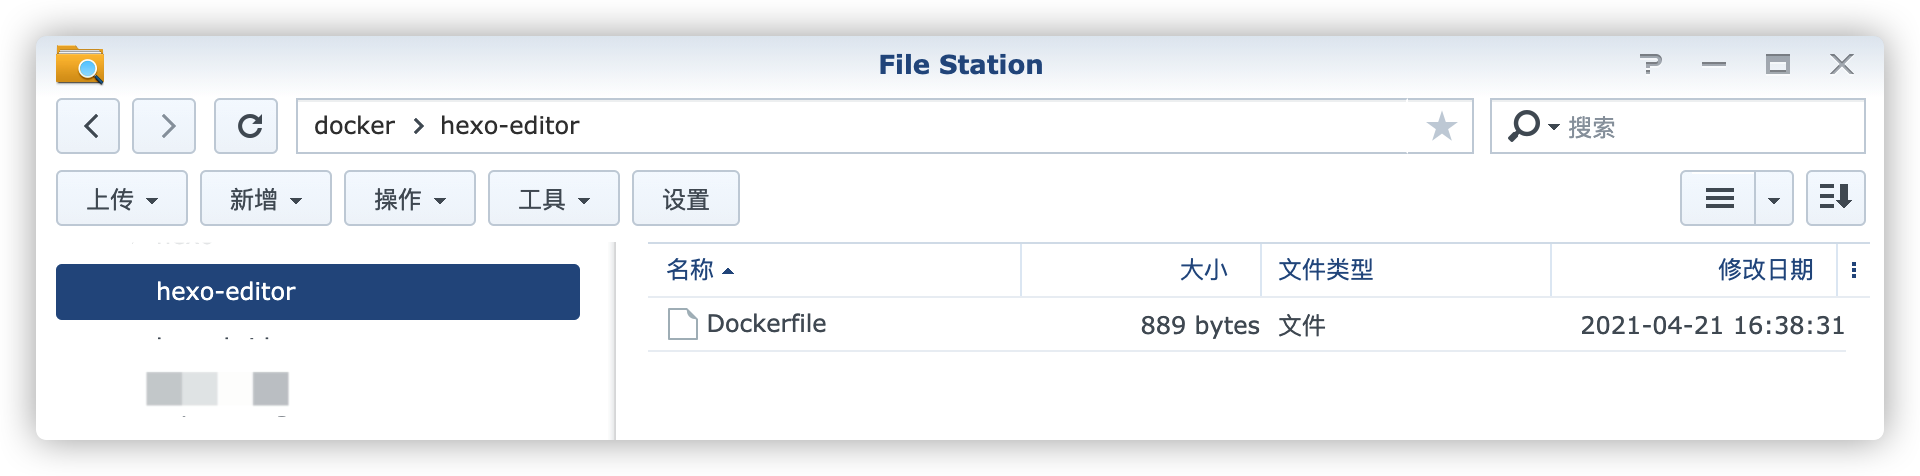 File Station
docker > hexo-editor
搜索
上传 新增 操作 工具 设置
hexo-editor
名称 大小 文件类型 修改日期
Dockerfile 889 bytes 文件 2021-04-21 16:38:31